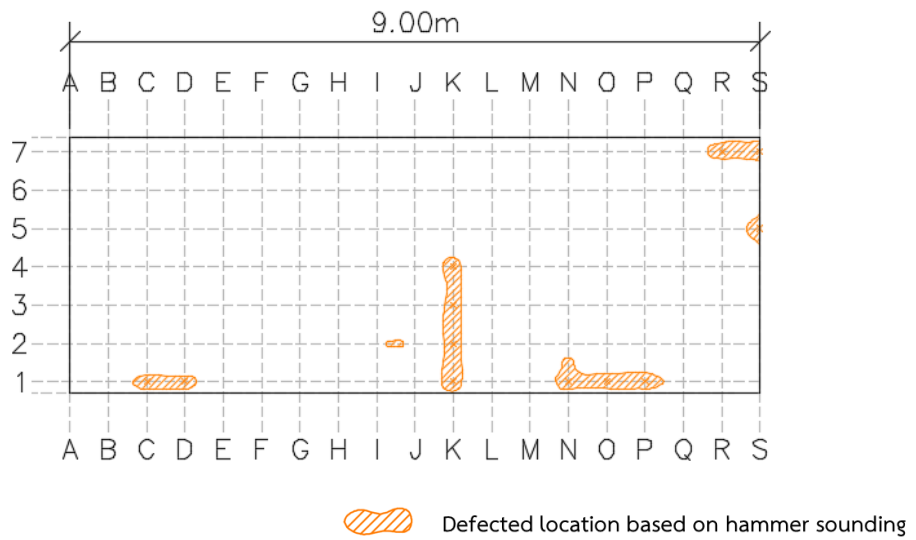 9.00m
A B C D E F G H I J K L M N O P Q R S
7
6
5
4
3
2
1
A B C D E F G H I J K L M N O P Q R S
Defected location based on hammer sounding